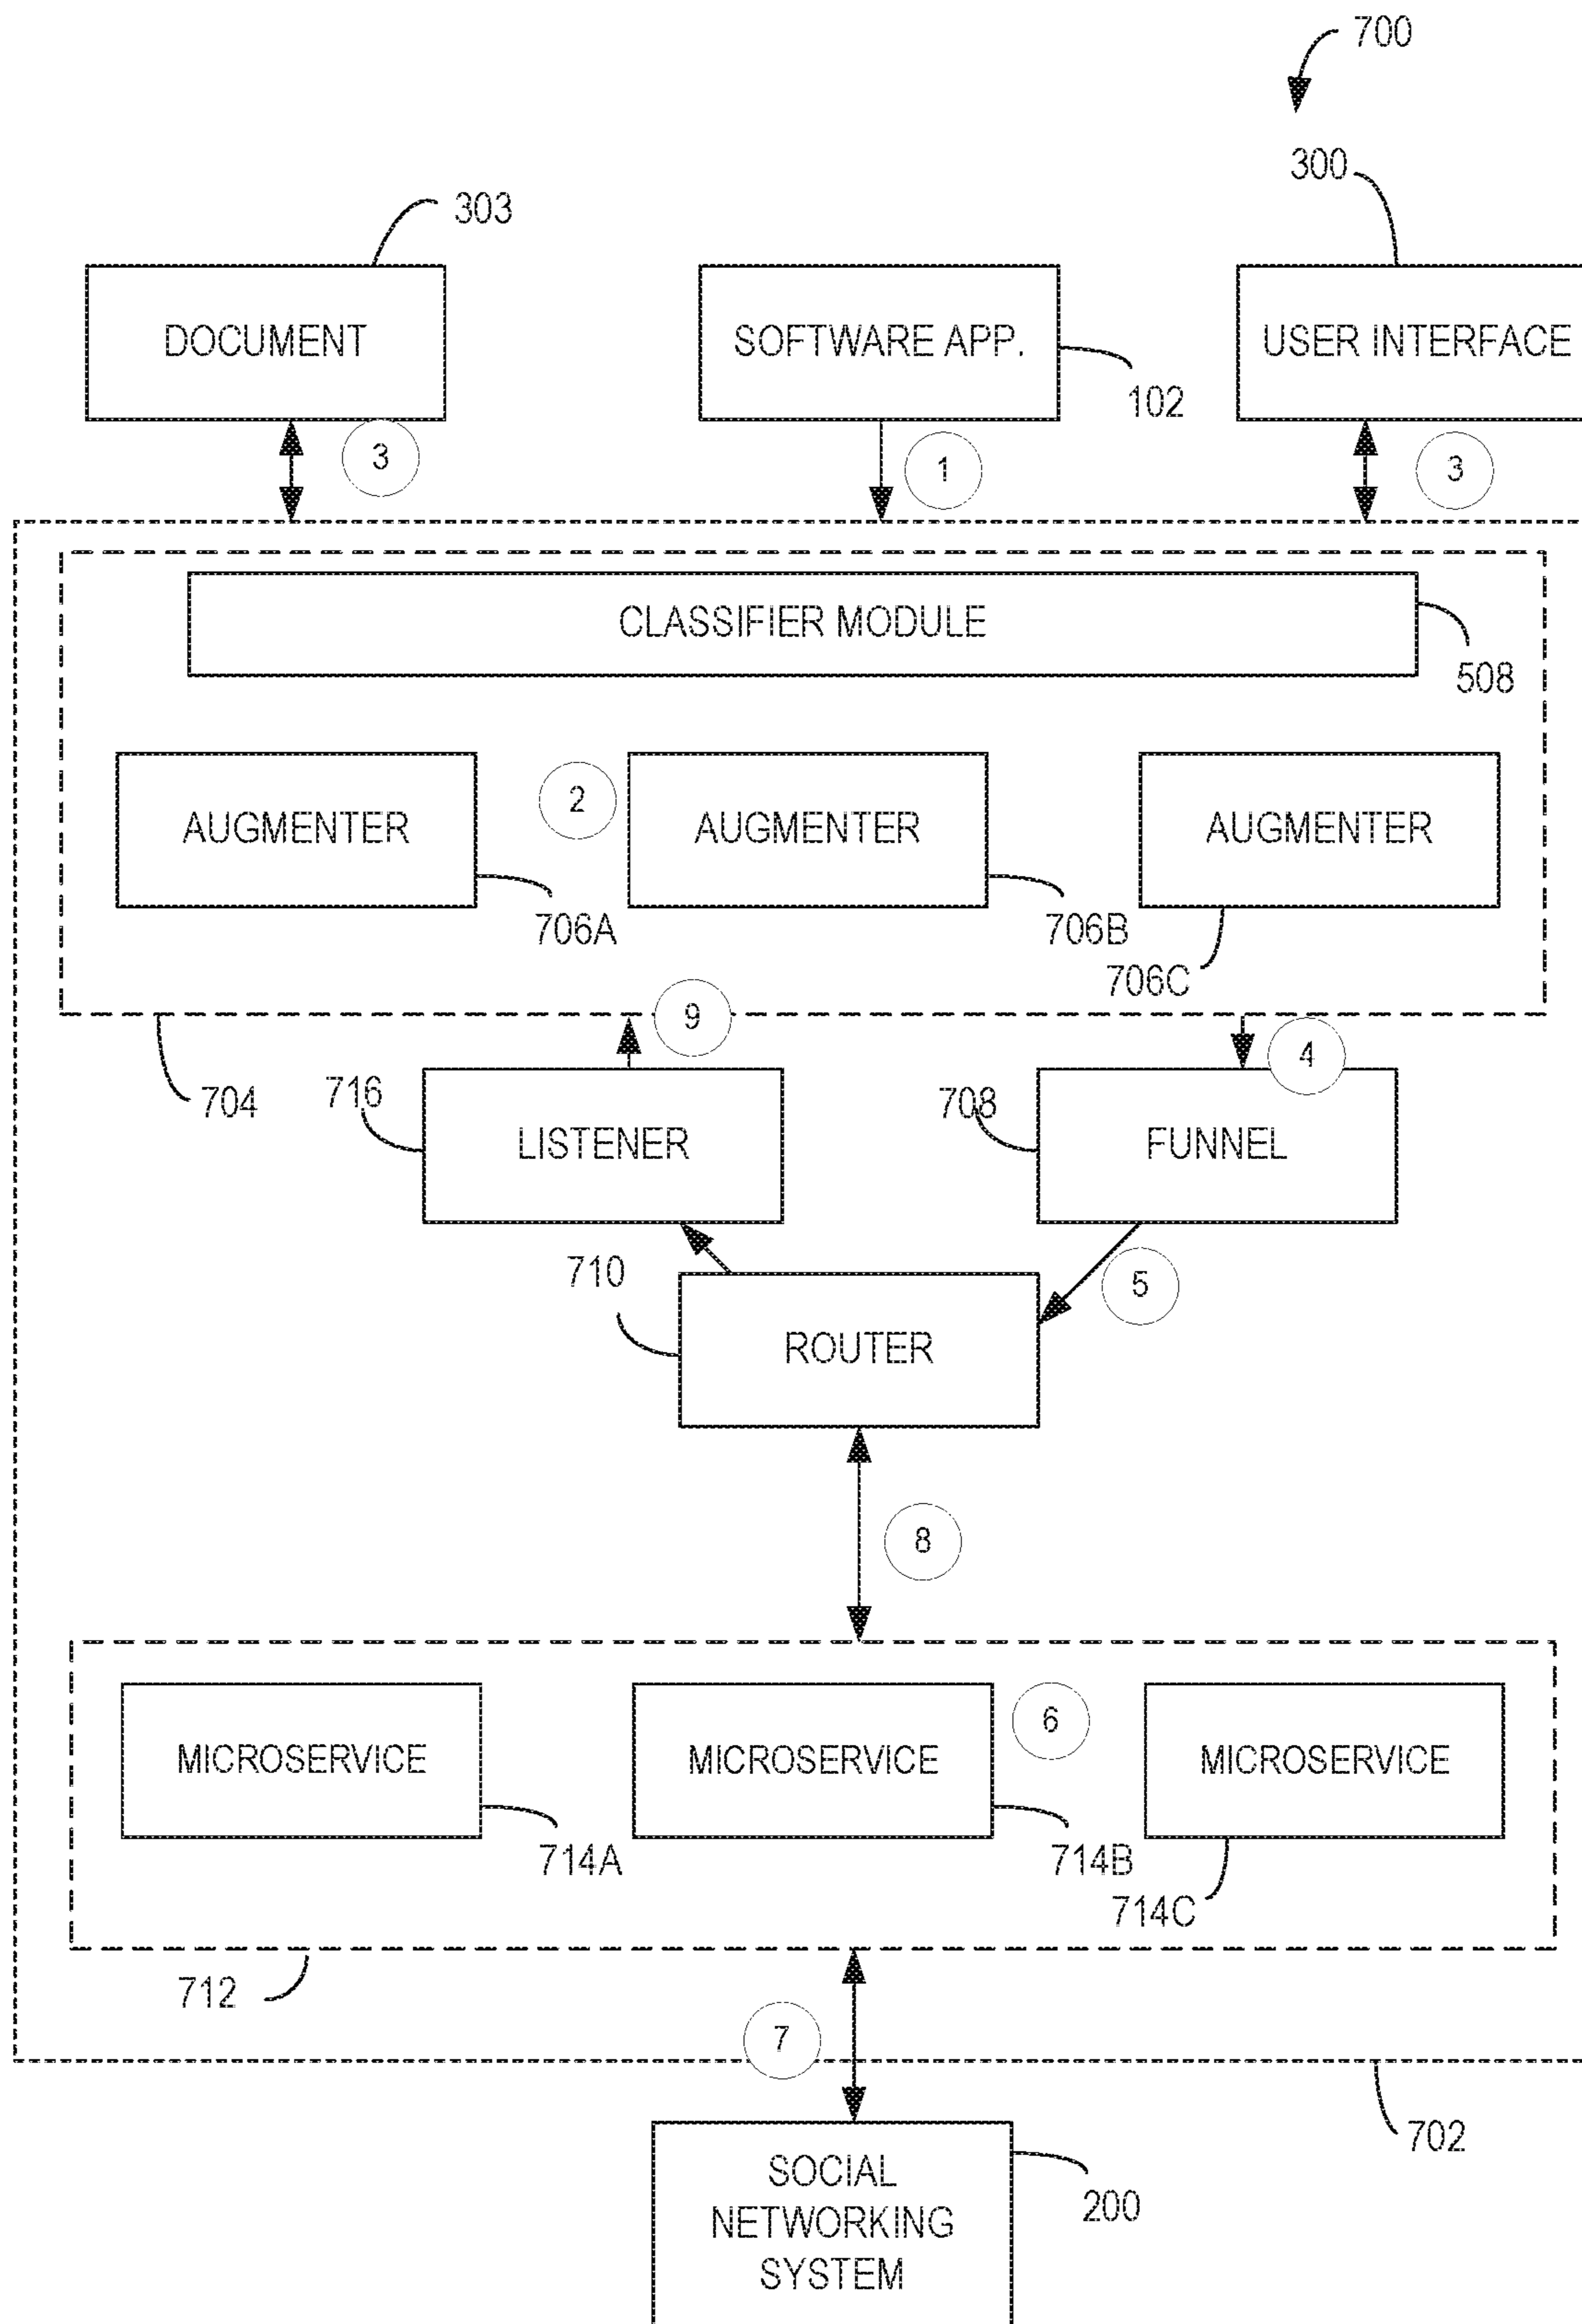 700
300
303
DOCUMENT
SOFTWARE APP.
USER INTERFACE
102
3
1
3
CLASSIFIER MODULE
508
2
AUGMENTER
AUGMENTER
AUGMENTER
706A
706B
706C
9
4
704
716
708
LISTENER
FUNNEL
710
5
ROUTER
8
6
MICROSERVICE
MICROSERVICE
MICROSERVICE
714A
714B
714C
712
7
702
SOCIAL
NETWORKING
SYSTEM
200